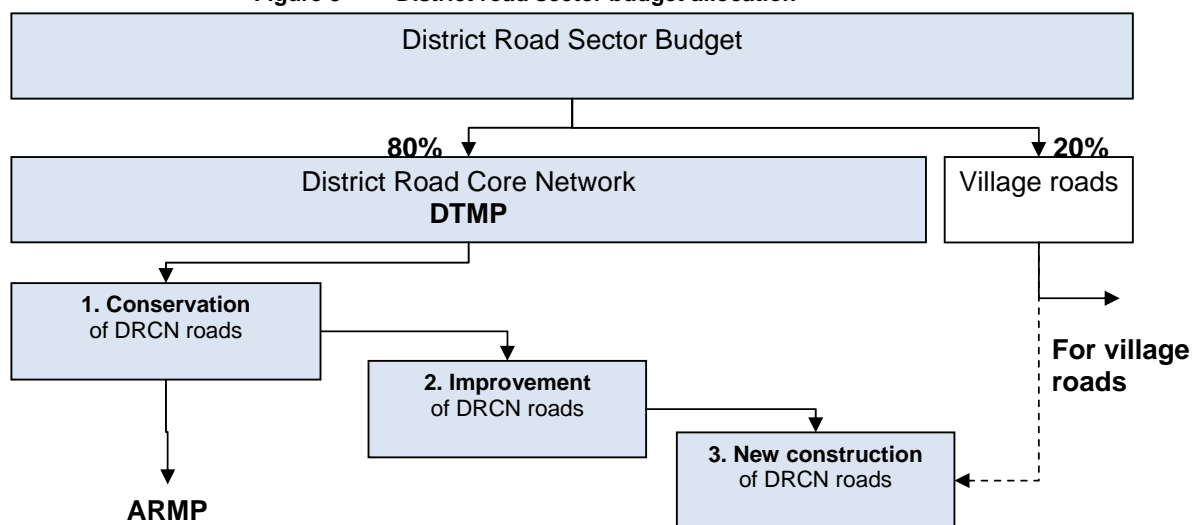 District road sector budget allocation
District Road Sector Budget
80%
20%
District Road Core Network
DTMP
Village roads
1. Conservation
of DRCN roads
2. Improvement
of DRCN roads
3. New construction
of DRCN roads
For village
roads
ARMP